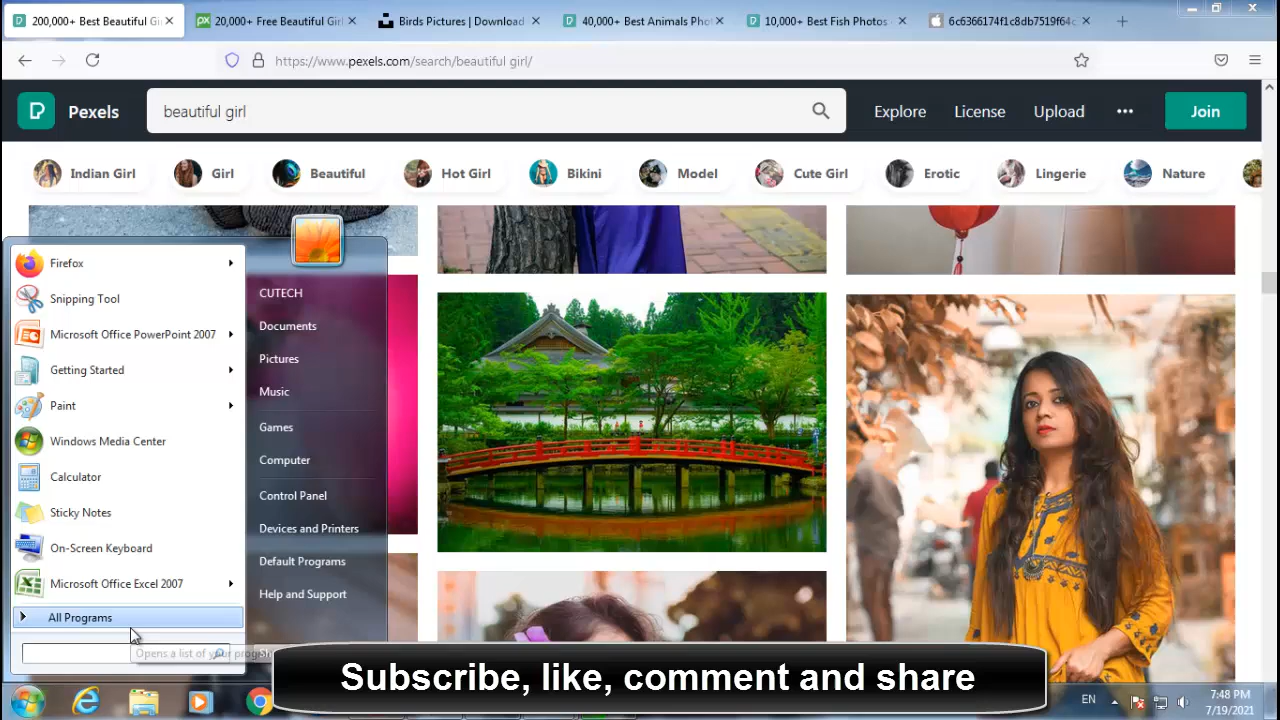 200,000+ Best Beautiful Gi
20,000+ Free Beautiful Girl
Birds Pictures | Download
40,000+ Best Animals Photo
10,000+ Best Fish Photos
6c6366174f1c8db7519f64
https://www.pexels.com/search/beautiful girl/
Pexels
beautiful girl
Explore
License
Upload
Join
Indian Girl
Girl
Beautiful
Hot Girl
Bikini
Model
Cute Girl
Erotic
Lingerie
Nature
Firefox
Snipping Tool
Microsoft Office PowerPoint 2007
Getting Started
Paint
Windows Media Center
Calculator
Sticky Notes
On-Screen Keyboard
Microsoft Office Excel 2007
All Programs
Opens a list of your progra
CUTECH
Documents
Pictures
Music
Games
Computer
Control Panel
Devices and Printers
Default Programs
Help and Support
Subscribe, like, comment and share
EN
7:48 PM
7/19/2021